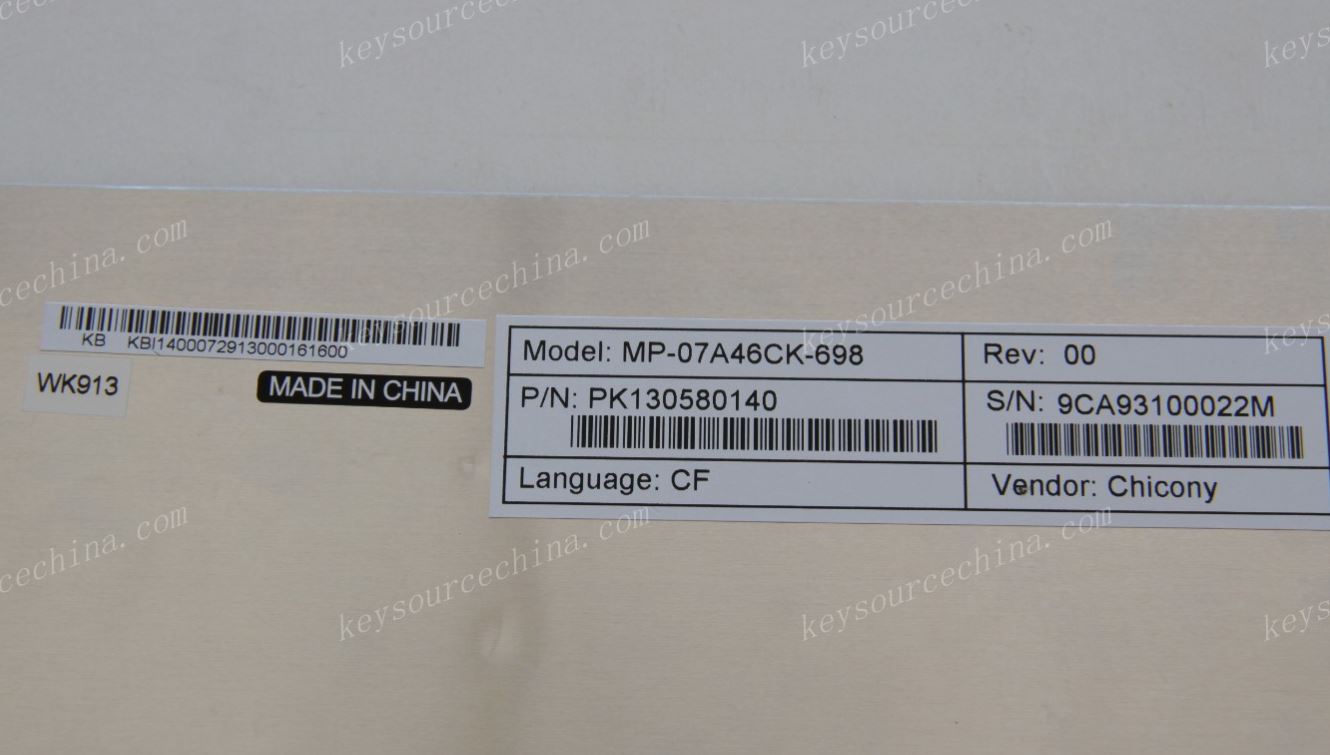 keysourcechina.com
KB KBI1400072913000161600
WK913
MADE IN CHINA
Model: MP-07A46CK-698
Rev: 00
P/N: PK130580140
S/N: 9CA93100022M
Language: CF
Vendor: Chicony